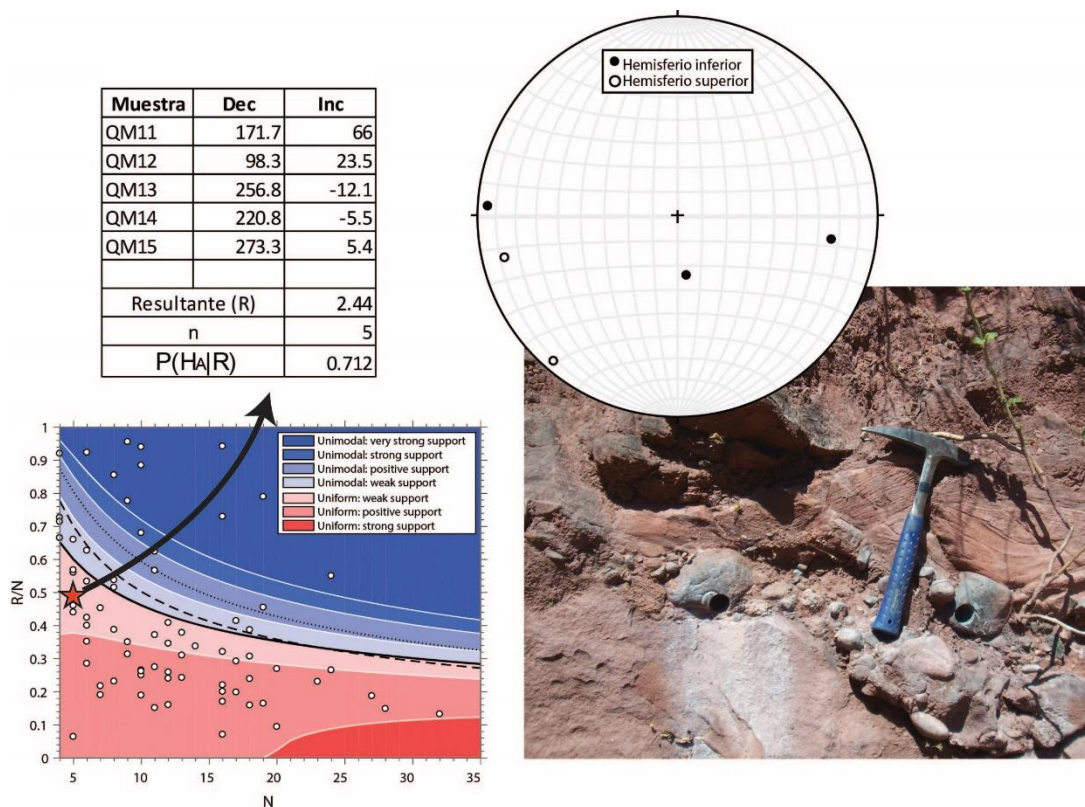 Muestra Dec Inc
QM11 171.7 66
QM12 98.3 23.5
QM13 256.8 -12.1
QM14 220.8 -5.5
QM15 273.3 5.4
Resultante (R) 2.44
n 5
P(HA|R) 0.712
Hemisferio inferior
Hemisferio superior
Unimodal: very strong support
Unimodal: strong support
Unimodal: positive support
Unimodal: weak support
Uniform: weak support
Uniform: positive support
Uniform: strong support
R/N
1
0.9
0.8
0.7
0.6
0.5
0.4
0.3
0.2
0.1
0
5 10 15 20 25 30 35
N